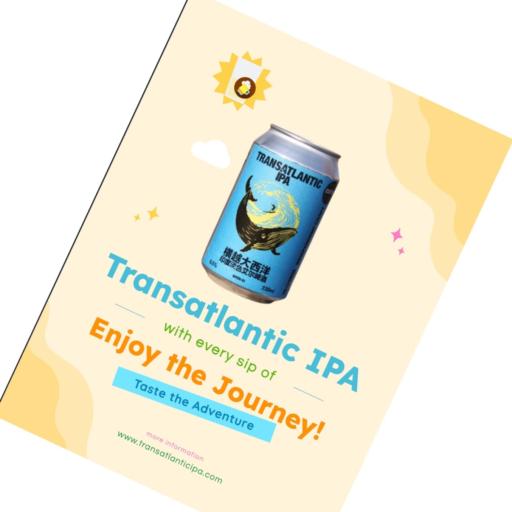 TRANSATLANTIC
IPA
横越大西洋
330ml
Transatlantic IPA
with every sip of
Enjoy the Journey!
Taste the Adventure
more information
www.transatlanticipa.com